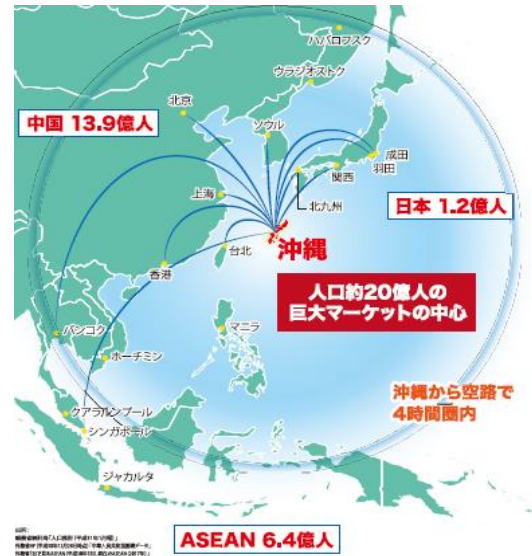 ハバロフスク
ウラジオストク
北京
中国 13.9億人
ソウル
成田
羽田
関西
上海
北九州
日本 1.2億人
沖縄
台北
香港
人口約20億人の
巨大マーケットの中心
マニラ
バンコク
ホーチミン
沖縄から空路で
4時間圏内
クアラルンプール
シンガポール
ジャカルタ
ASEAN 6.4億人